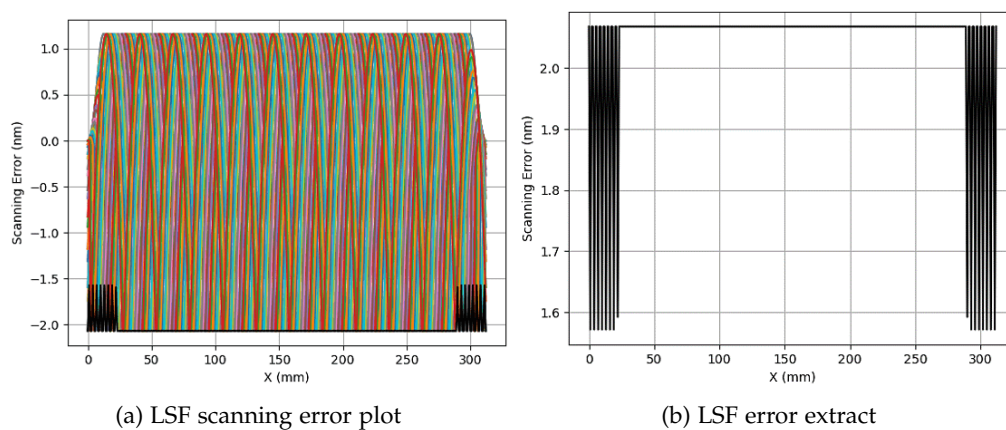 1.0
0.5
0.0
−0.5
−1.0
−1.5
−2.0
Scanning Error (nm)
0 50 100 150 200 250 300
X (mm)
(a) LSF scanning error plot
2.0
1.9
1.8
1.7
1.6
Scanning Error (nm)
0 50 100 150 200 250 300
X (mm)
(b) LSF error extract